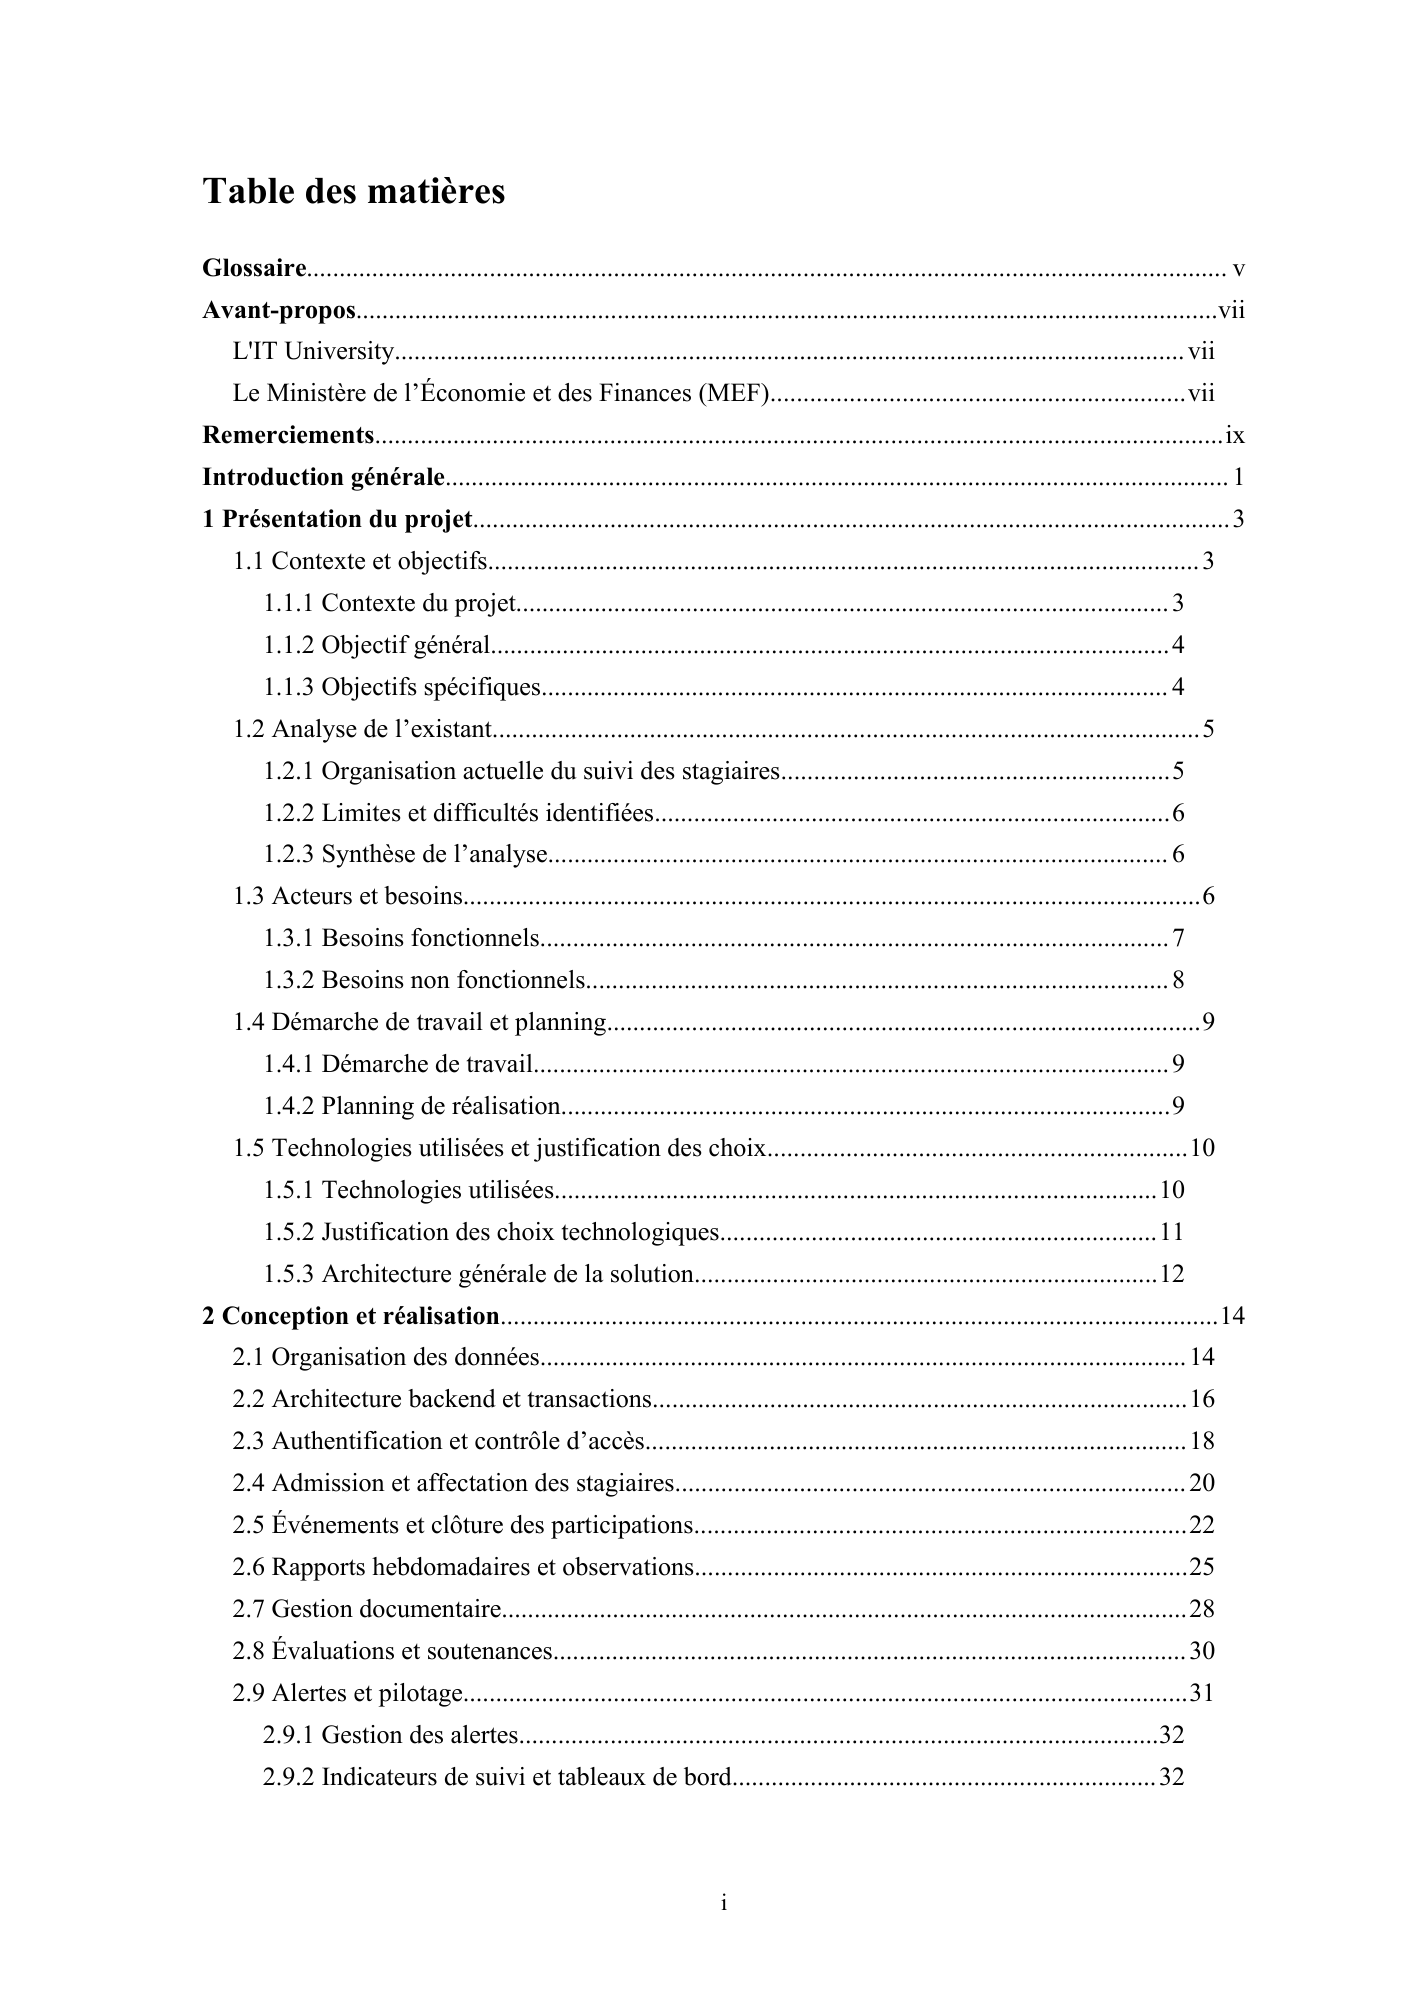 Table des matières
Glossaire........ v
Avant-propos........vii
L'IT University........ vii
Le Ministère de l’Économie et des Finances (MEF)........vii
Remerciements........ix
Introduction générale........ 1
1 Présentation du projet........3
1.1 Contexte et objectifs........3
1.1.1 Contexte du projet........3
1.1.2 Objectif général........4
1.1.3 Objectifs spécifiques........4
1.2 Analyse de l’existant........5
1.2.1 Organisation actuelle du suivi des stagiaires........5
1.2.2 Limites et difficultés identifiées........6
1.2.3 Synthèse de l’analyse........6
1.3 Acteurs et besoins........6
1.3.1 Besoins fonctionnels........7
1.3.2 Besoins non fonctionnels........8
1.4 Démarche de travail et planning........9
1.4.1 Démarche de travail........9
1.4.2 Planning de réalisation........9
1.5 Technologies utilisées et justification des choix........10
1.5.1 Technologies utilisées........10
1.5.2 Justification des choix technologiques........11
1.5.3 Architecture générale de la solution........12
2 Conception et réalisation........14
2.1 Organisation des données........14
2.2 Architecture backend et transactions........16
2.3 Authentification et contrôle d’accès........18
2.4 Admission et affectation des stagiaires........20
2.5 Événements et clôture des participations........22
2.6 Rapports hebdomadaires et observations........25
2.7 Gestion documentaire........28
2.8 Évaluations et soutenances........30
2.9 Alertes et pilotage........31
2.9.1 Gestion des alertes........32
2.9.2 Indicateurs de suivi et tableaux de bord........32
i